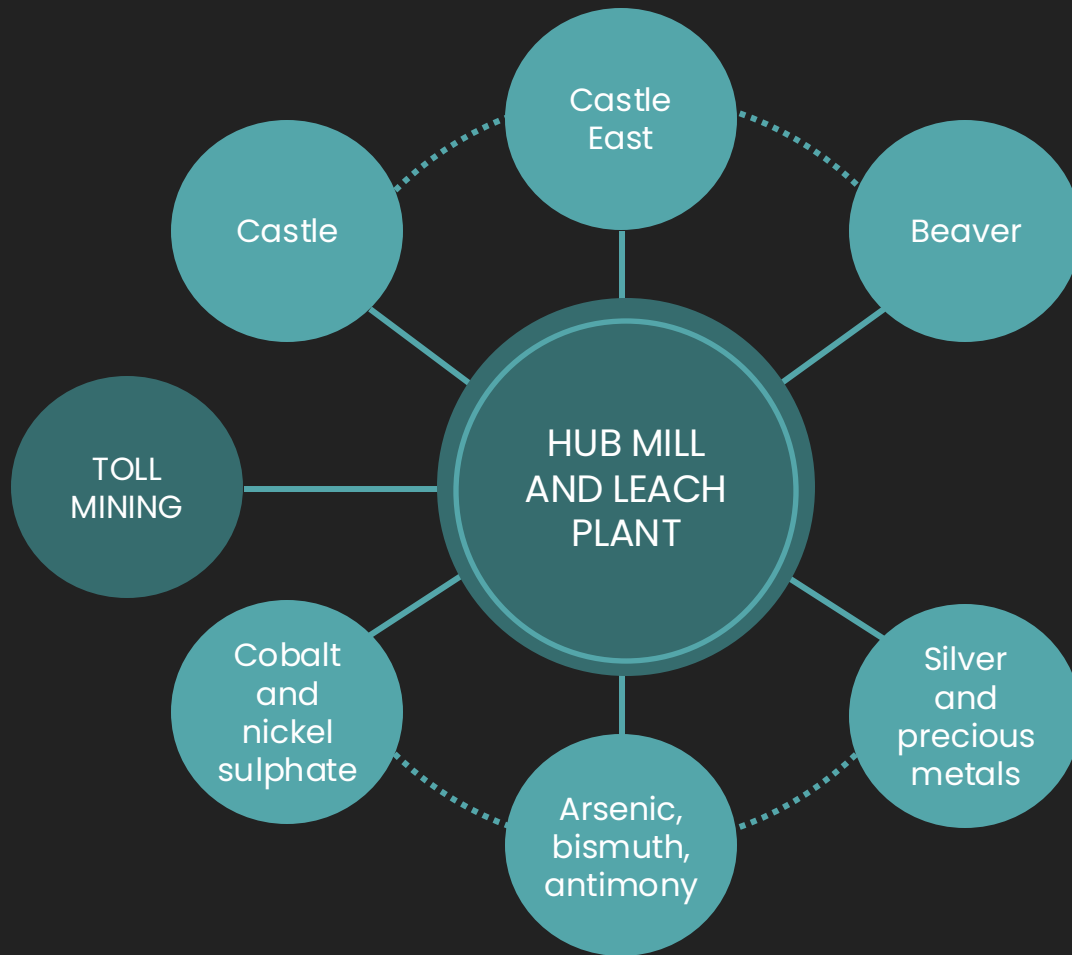 Castle
East
Castle
Beaver
HUB MILL
AND LEACH
PLANT
TOLL
MINING
Cobalt
and
nickel
sulphate
Silver
and
precious
metals
Arsenic,
bismuth,
antimony